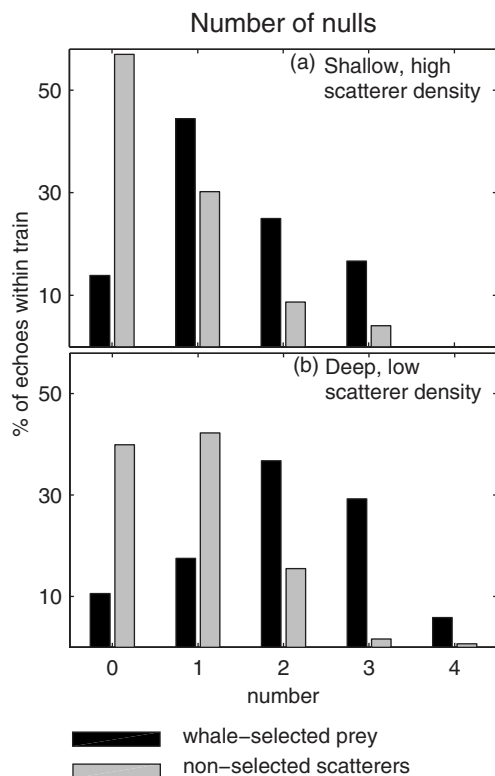 Number of nulls
(a) Shallow, high
scatterer density
50
30
10
(b) Deep, low
scatterer density
50
30
10
% of echoes within train
0 1 2 3 4
number
whale−selected prey
non−selected scatterers